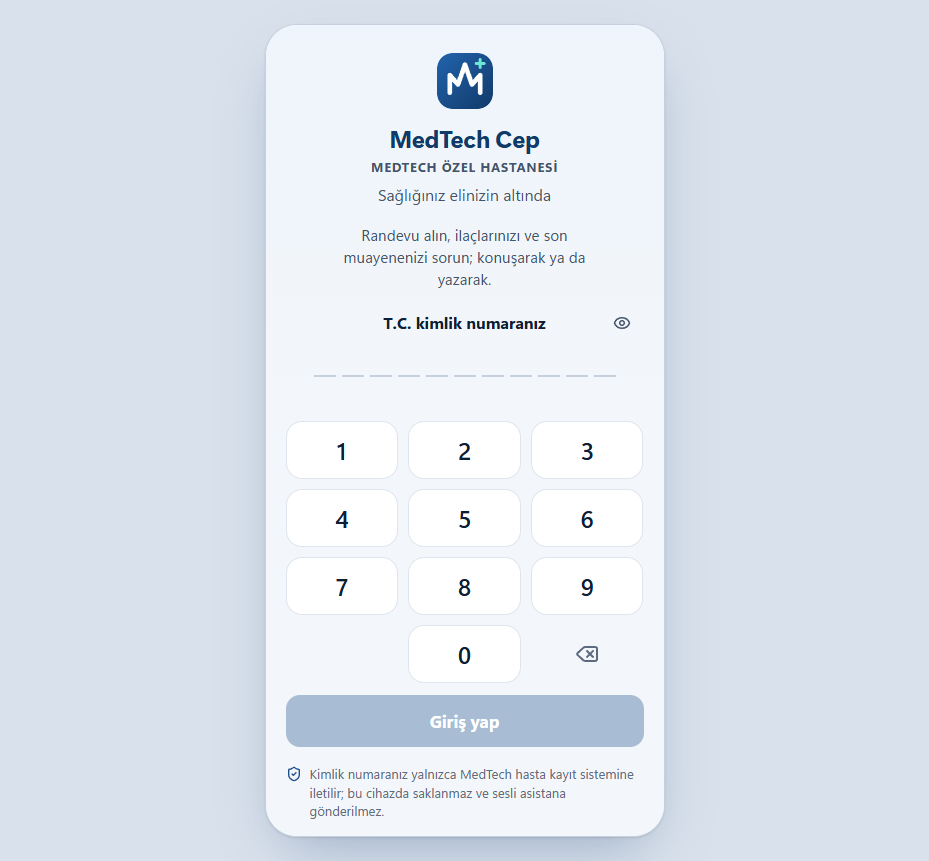 MedTech Cep
MEDTECH ÖZEL HASTANESİ
Sağlığınız elinizin altında
Randevu alın, ilaçlarınızı ve son
muayenenizi sorun; konuşarak ya da
yazarak.
T.C. kimlik numaranız
1 2 3
4 5 6
7 8 9
0
Giriş yap
Kimlik numaranız yalnızca MedTech hasta kayıt sistemine
iletilir; bu cihazda saklanmaz ve sesli asistana
gönderilmez.